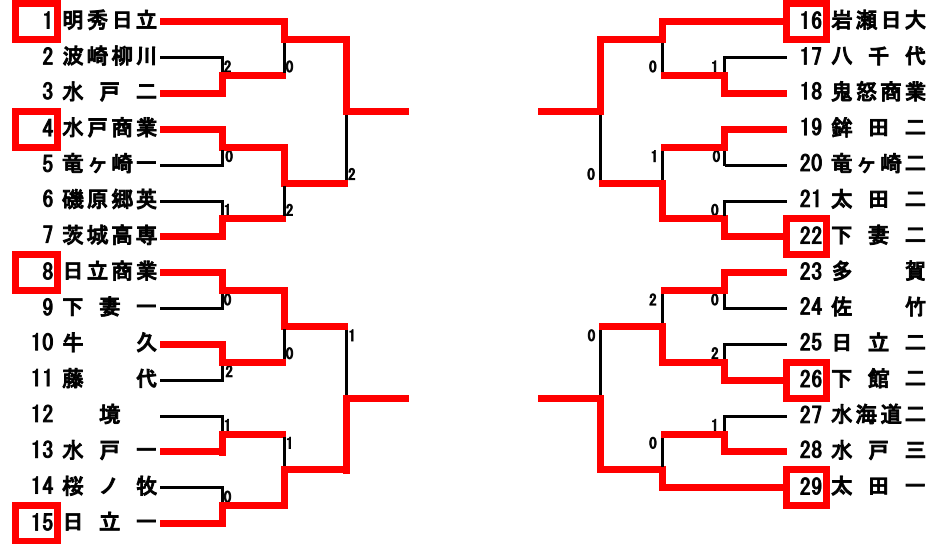 1 明秀日立
2 波崎柳川
3 水戸二
4 水戸商業
5 竜ヶ崎一
6 磯原郷英
7 茨城高専
8 日立商業
9 下妻一
10 牛久
11 藤代
12 境
13 水戸一
14 桜ノ牧
15 日立一
2
0
0
1
2
2
0
2
0
1
1
1
0
16 岩瀬日大
17 八千代
18 鬼怒商業
19 鉾田二
20 竜ヶ崎二
21 太田二
22 下妻二
23 多賀
24 佐竹
25 日立二
26 下館二
27 水海道二
28 水戸三
29 太田一
0
1
1
0
0
0
2
0
0
2
1
0